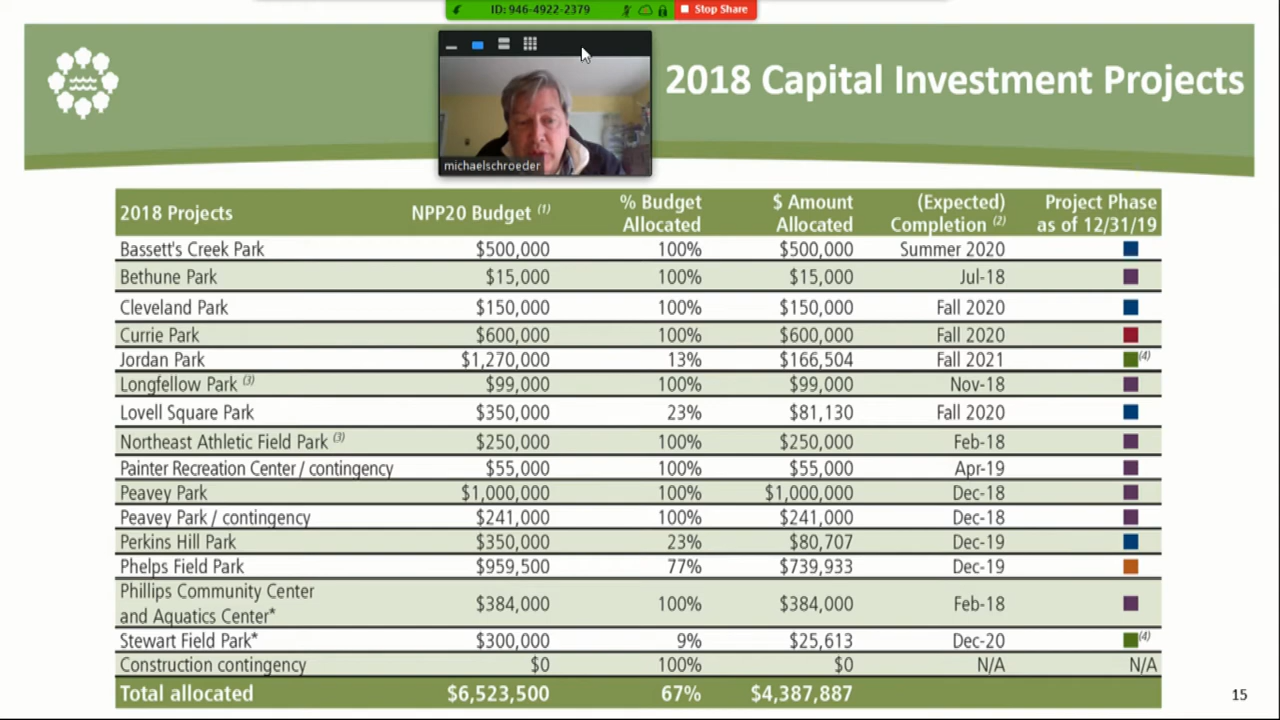 ID: 946-4922-2379 Stop Share
2018 Capital Investment Projects
michaelschroeder
2018 Projects NPP20 Budget (1) % Budget Allocated $ Amount Allocated (Expected) Completion (2) Project Phase as of 12/31/19
Bassett's Creek Park $500,000 100% $500,000 Summer 2020
Bethune Park $15,000 100% $15,000 Jul-18
Cleveland Park $150,000 100% $150,000 Fall 2020
Currie Park $600,000 100% $600,000 Fall 2020
Jordan Park $1,270,000 13% $166,504 Fall 2021 (4)
Longfellow Park (3) $99,000 100% $99,000 Nov-18
Lovell Square Park $350,000 23% $81,130 Fall 2020
Northeast Athletic Field Park (3) $250,000 100% $250,000 Feb-18
Painter Recreation Center / contingency $55,000 100% $55,000 Apr-19
Peavey Park $1,000,000 100% $1,000,000 Dec-18
Peavey Park / contingency $241,000 100% $241,000 Dec-18
Perkins Hill Park $350,000 23% $80,707 Dec-19
Phelps Field Park $959,500 77% $739,933 Dec-19
Phillips Community Center
and Aquatics Center* $384,000 100% $384,000 Feb-18
Stewart Field Park* $300,000 9% $25,613 Dec-20 (4)
Construction contingency $0 100% $0 N/A N/A
Total allocated $6,523,500 67% $4,387,887
15